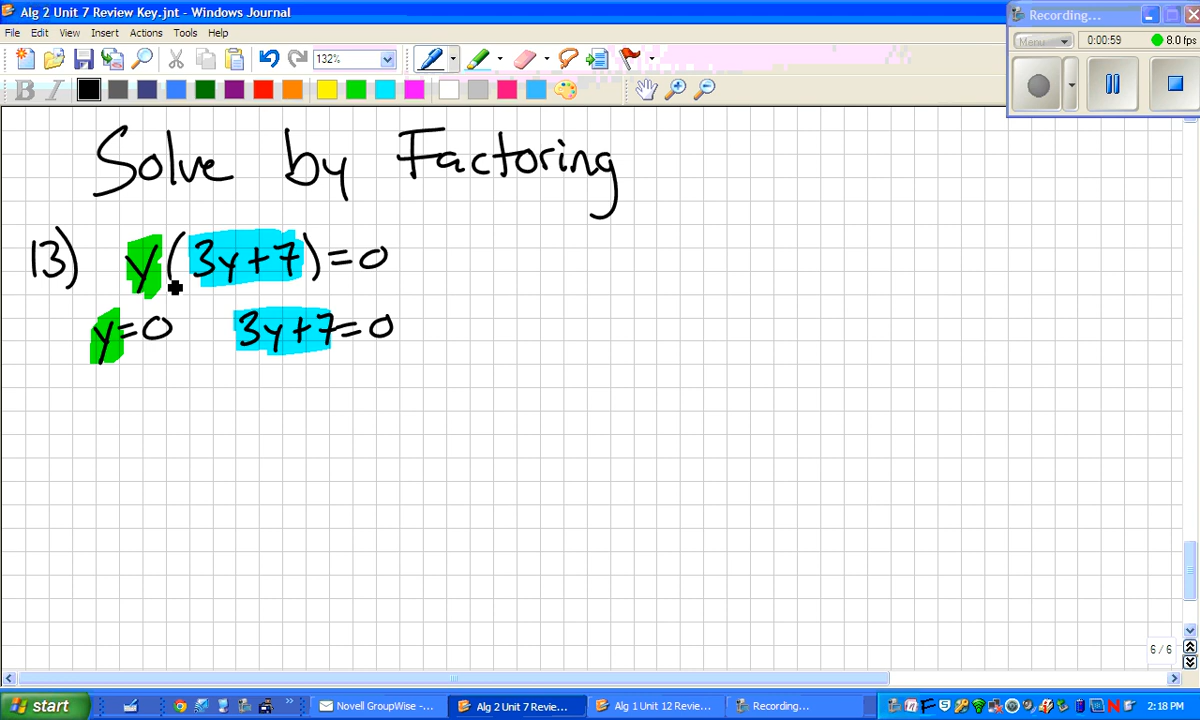 Alg 2 Unit 7 Review Key.jnt - Windows Journal
Recording...
File Edit View Insert Actions Tools Help
Menu
0:00:59
8.0 fps
132%
B I
Solve by Factoring
13) y(3y+7)=0
y=0 3y+7=0
6 / 6
start
Novell GroupWise -...
Alg 2 Unit 7 Revie...
Alg 1 Unit 12 Revie...
Recording...
2:18 PM